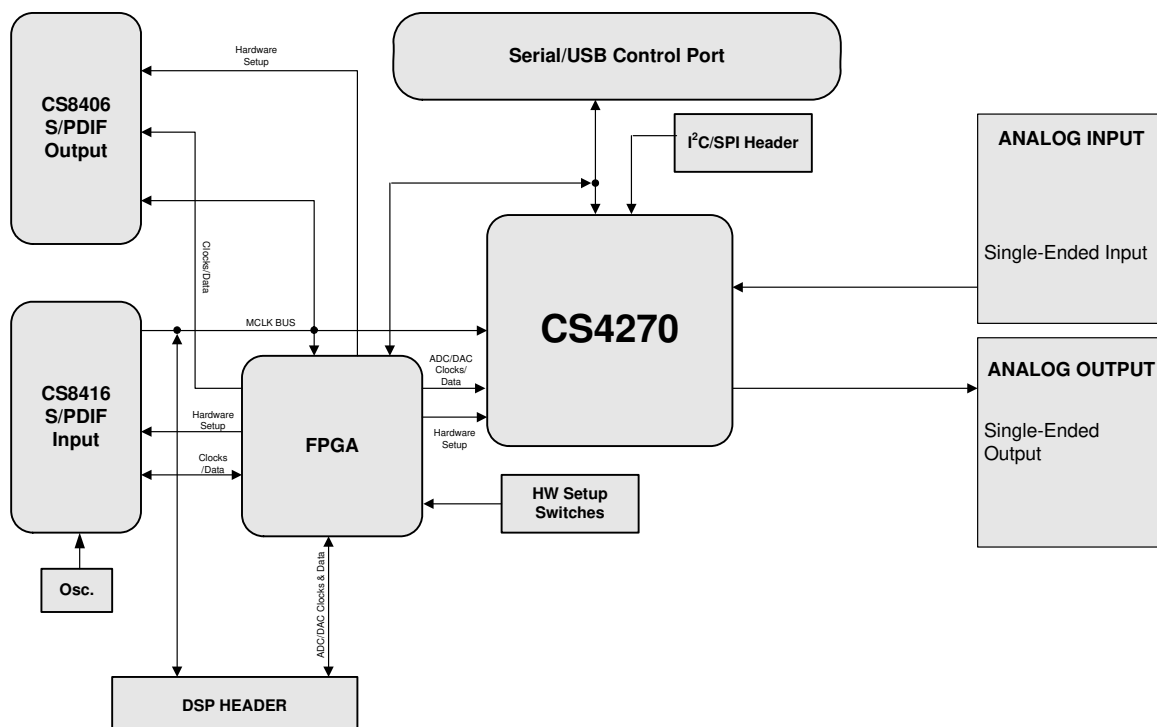 Hardware
Setup
Serial/USB Control Port
CS8406
S/PDIF
Output
I²C/SPI Header
ANALOG INPUT
Single-Ended Input
Clocks/Data
MCLK BUS
CS4270
CS8416
S/PDIF
Input
ADC/DAC
Clocks/
Data
ANALOG OUTPUT
Single-Ended
Output
Hardware
Setup
FPGA
Hardware
Setup
Clocks
/Data
HW Setup
Switches
Osc.
ADC/DAC Clocks & Data
DSP HEADER